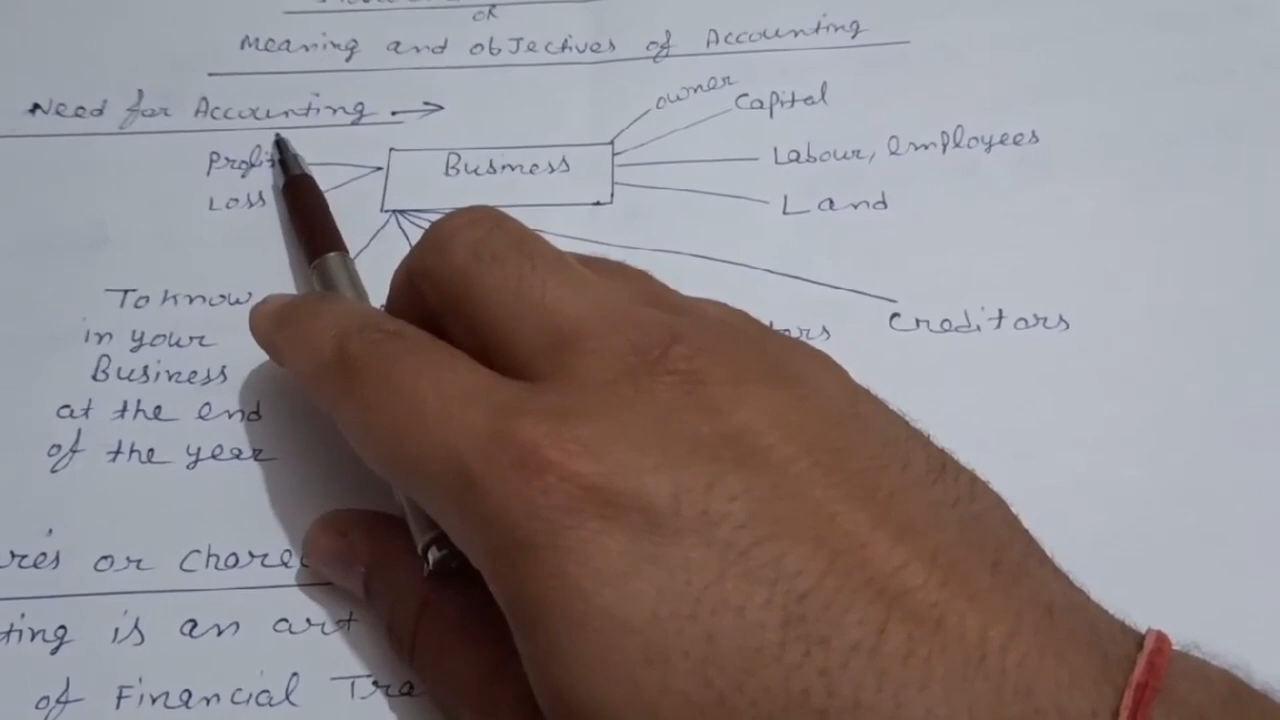 OR
Meaning and objectives of Accounting
Need for Accounting →
owner
Capital
Business
Labour, employees
Profit
Loss
Land
To know
in your
Business
at the end
of the year
Creditors
or
is an art
of Financial